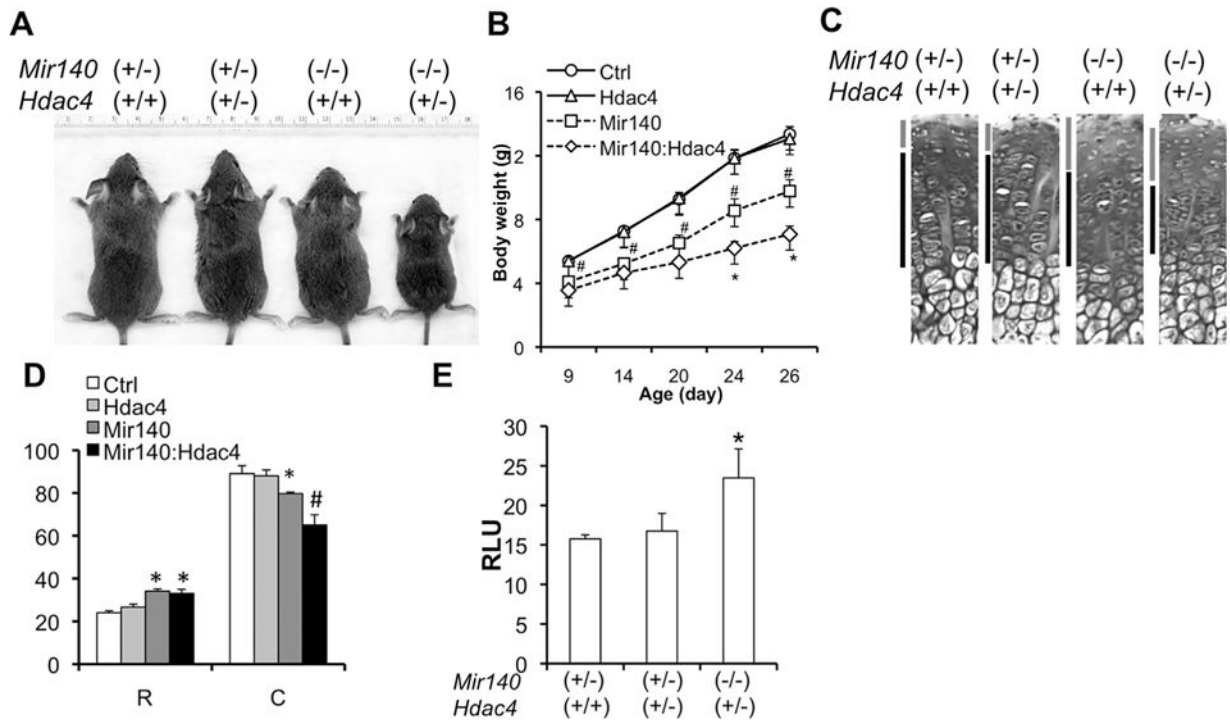 A
Mir140 (+/-) (+/-) (-/-) (-/-)
Hdac4 (+/+) (+/-) (+/+) (+/-)
B
Ctrl
Hdac4
Mir140
Mir140:Hdac4
Body weight (g)
16
12
8
4
0
# # # # #
* *
9 14 20 24 26
Age (day)
C
Mir140 (+/-) (+/-) (-/-) (-/-)
Hdac4 (+/+) (+/-) (+/+) (+/-)
D
Ctrl
Hdac4
Mir140
Mir140:Hdac4
100
80
60
40
20
0
* * * #
R C
E
RLU
30
25
20
15
10
5
0
*
Mir140 (+/-) (+/-) (-/-)
Hdac4 (+/+) (+/-) (+/-)